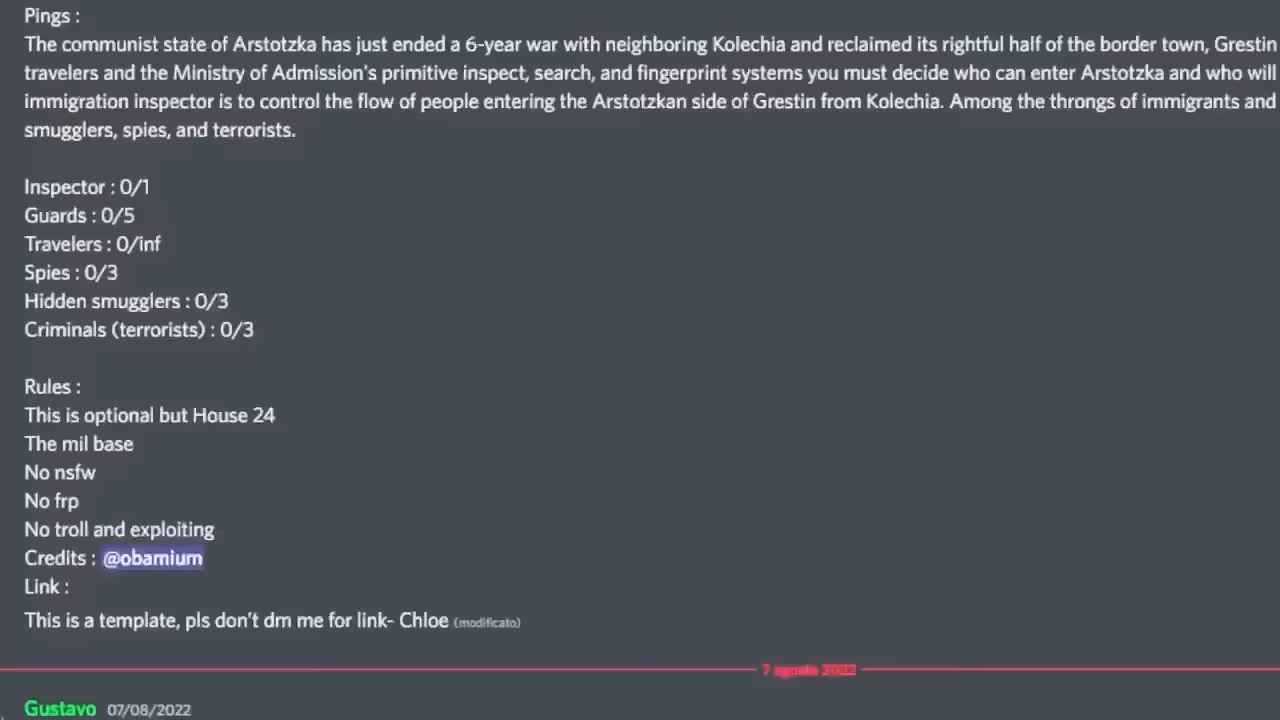 Pings :
The communist state of Arstotzka has just ended a 6-year war with neighboring Kolechia and reclaimed its rightful half of the border town, Grestin
travelers and the Ministry of Admission's primitive inspect, search, and fingerprint systems you must decide who can enter Arstotzka and who will
immigration inspector is to control the flow of people entering the Arstotzkan side of Grestin from Kolechia. Among the throngs of immigrants and
smugglers, spies, and terrorists.
Inspector : 0/1
Guards : 0/5
Travelers : 0/inf
Spies : 0/3
Hidden smugglers : 0/3
Criminals (terrorists) : 0/3
Rules :
This is optional but House 24
The mil base
No nsfw
No frp
No troll and exploiting
Credits : @obamium
Link :
This is a template, pls don't dm me for link- Chloe (modificato)
7 agosto
Gustavo 07/08/2022